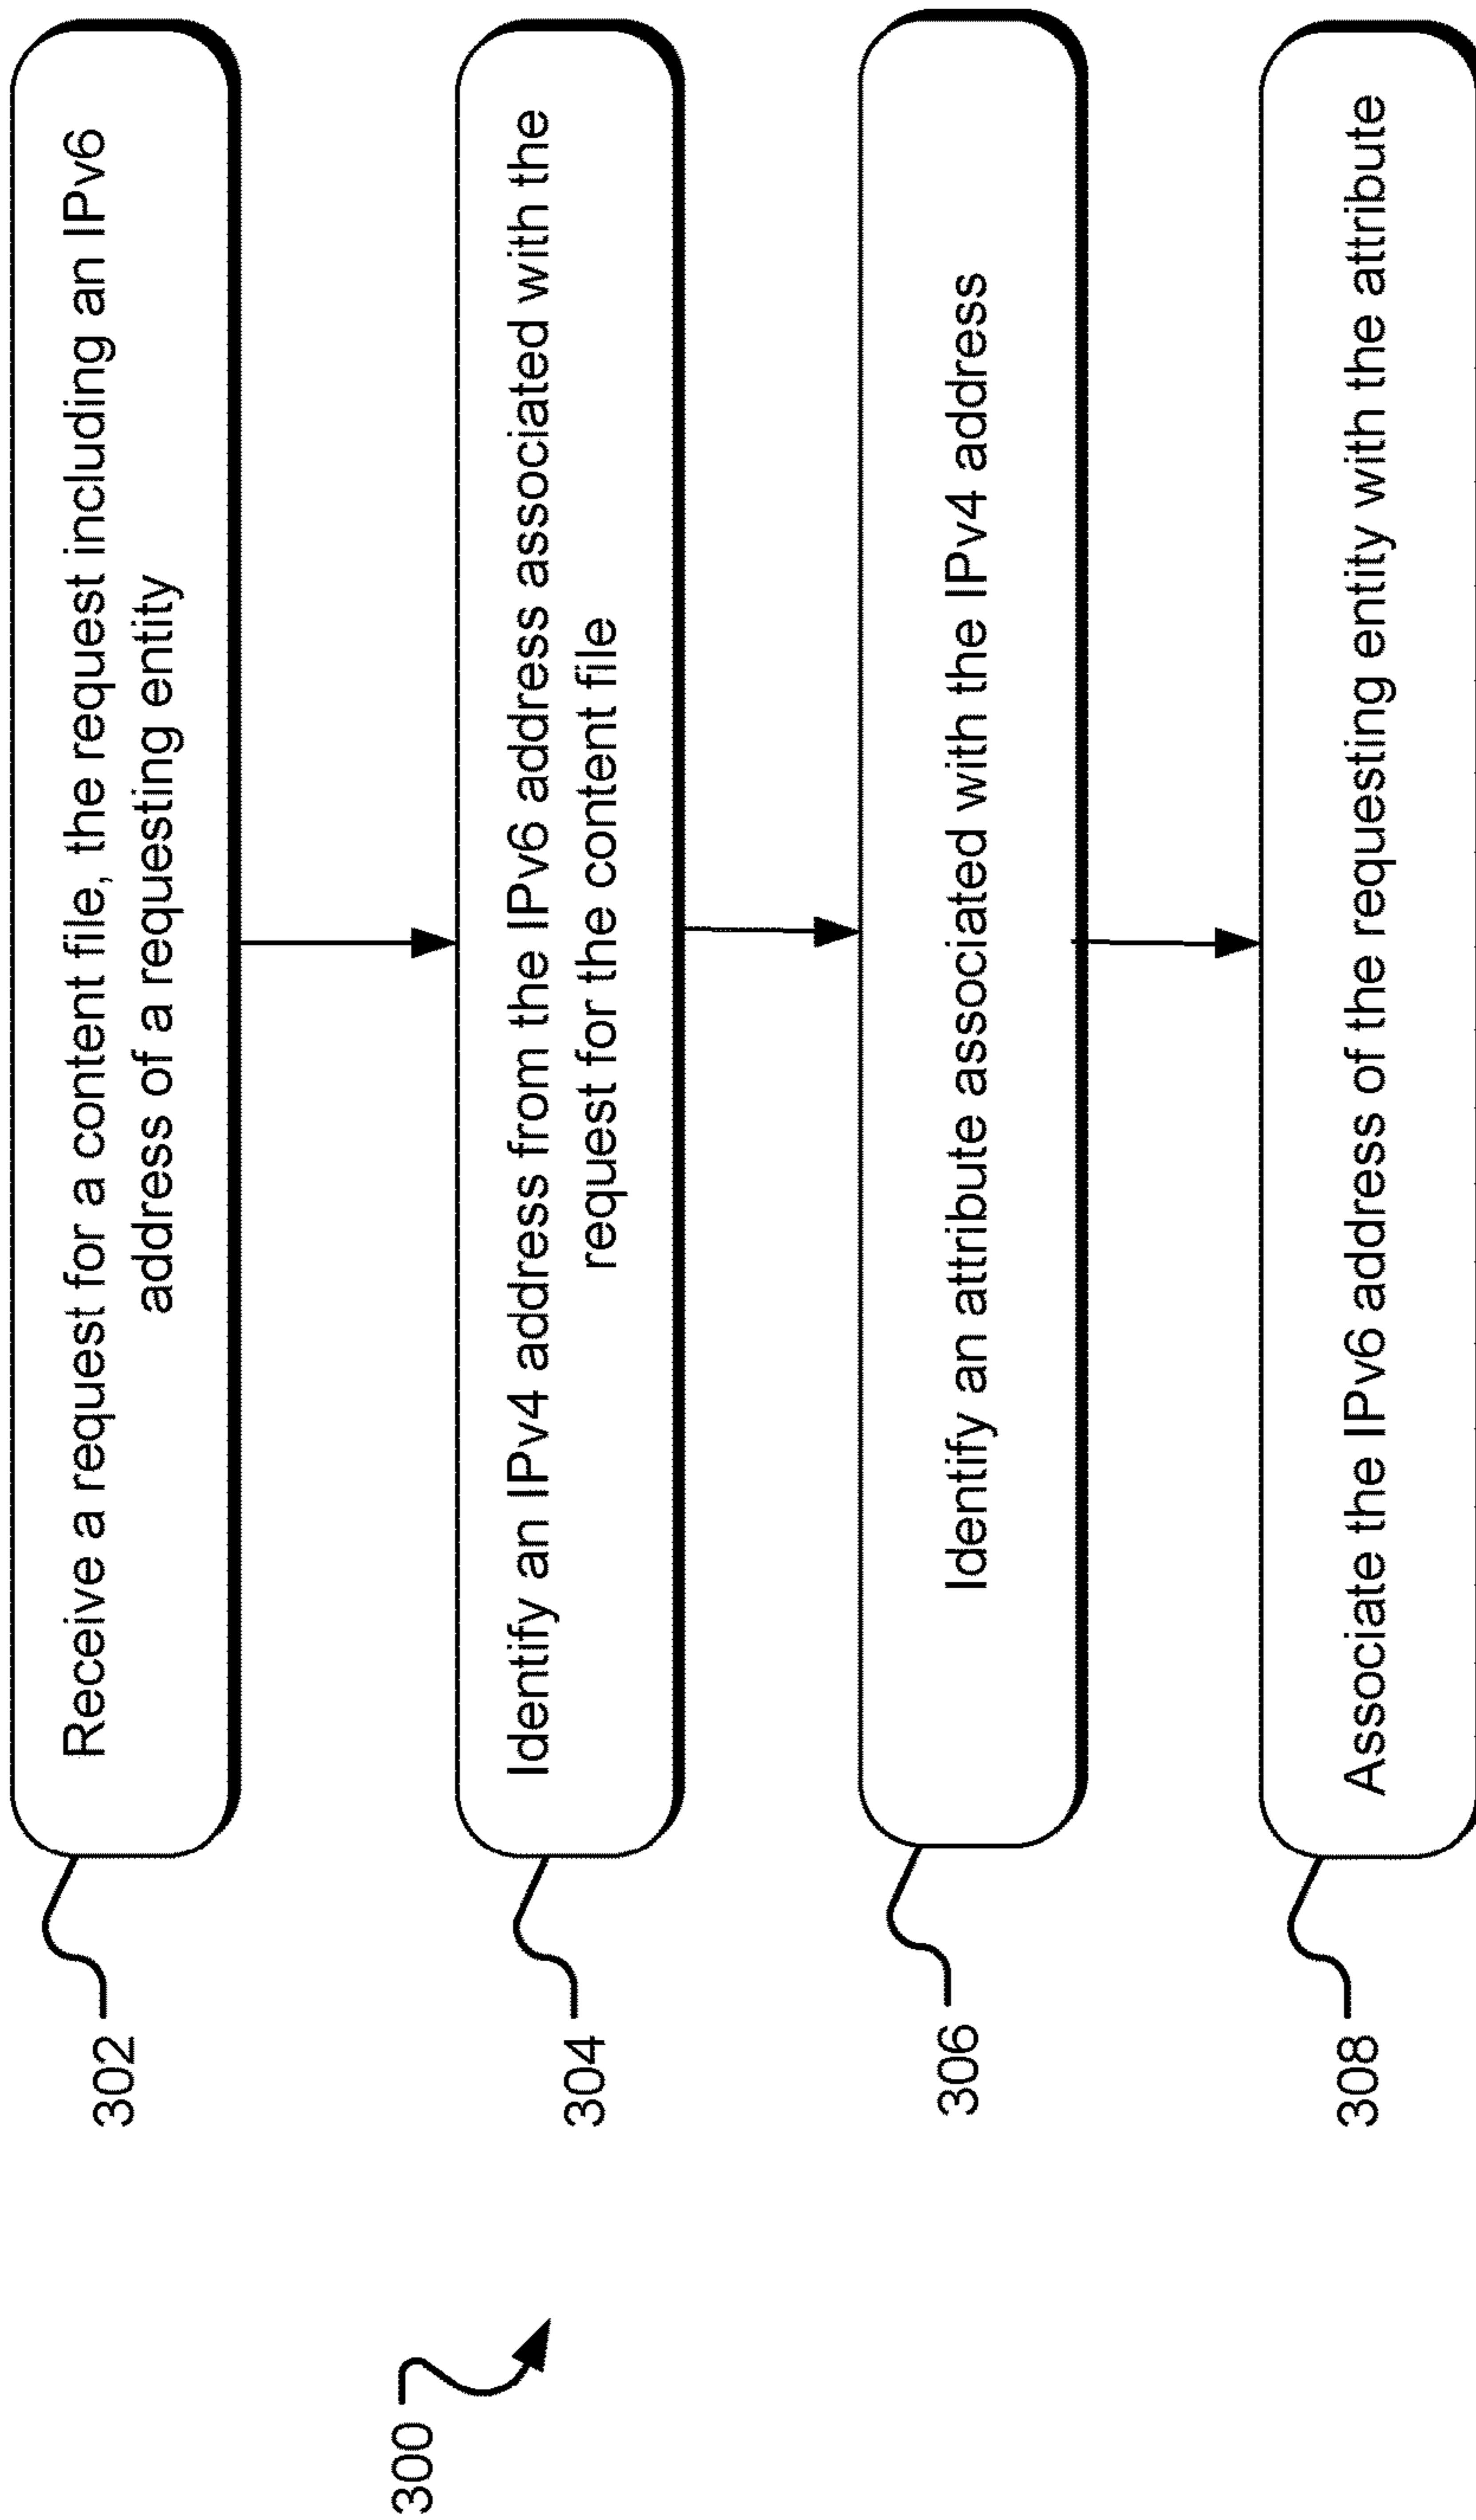 300
302
Receive a request for a content file, the request including an IPv6
address of a requesting entity
304
Identify an IPv4 address from the IPv6 address associated with the
request for the content file
306
Identify an attribute associated with the IPv4 address
308
Associate the IPv6 address of the requesting entity with the attribute